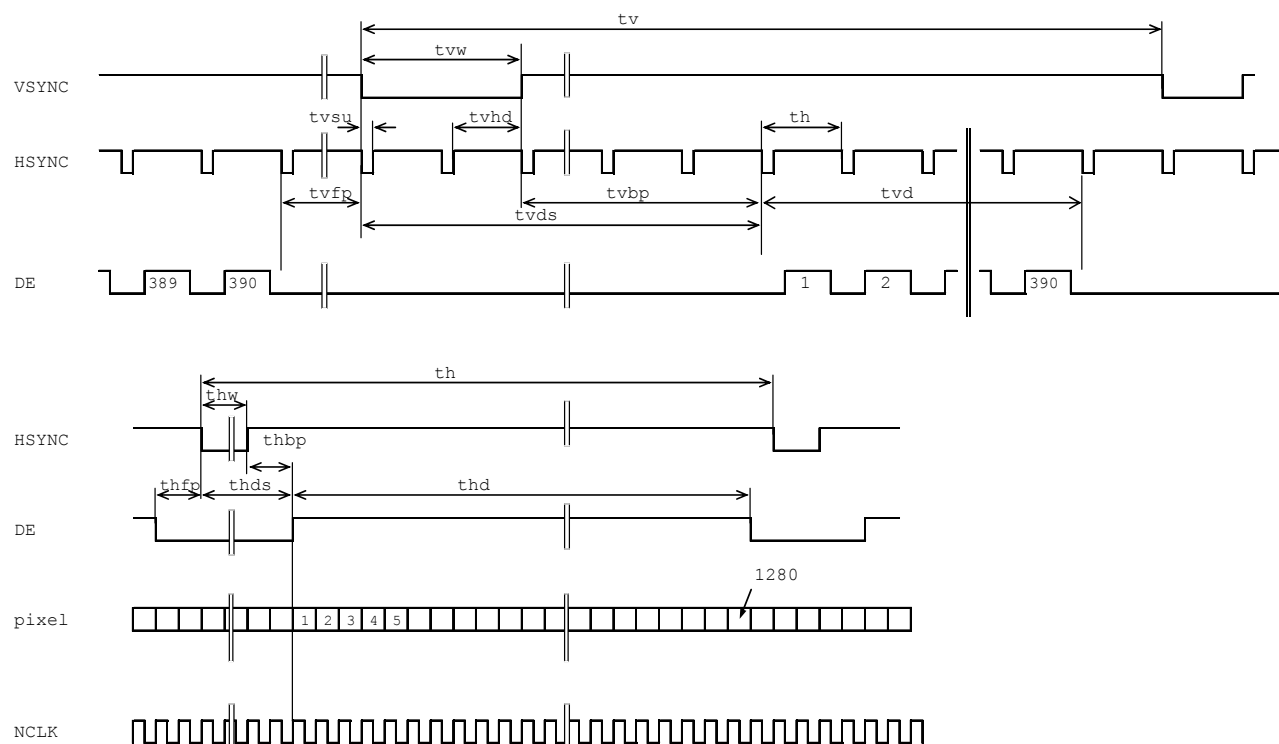 tv
tvw
VSYNC
tvsu
tvhd
th
HSYNC
tvfp
tvbp
tvd
tvds
DE
389
390
1
2
390
th
thw
HSYNC
thbp
thfp
thds
thd
DE
1280
pixel
1 2 3 4 5
NCLK